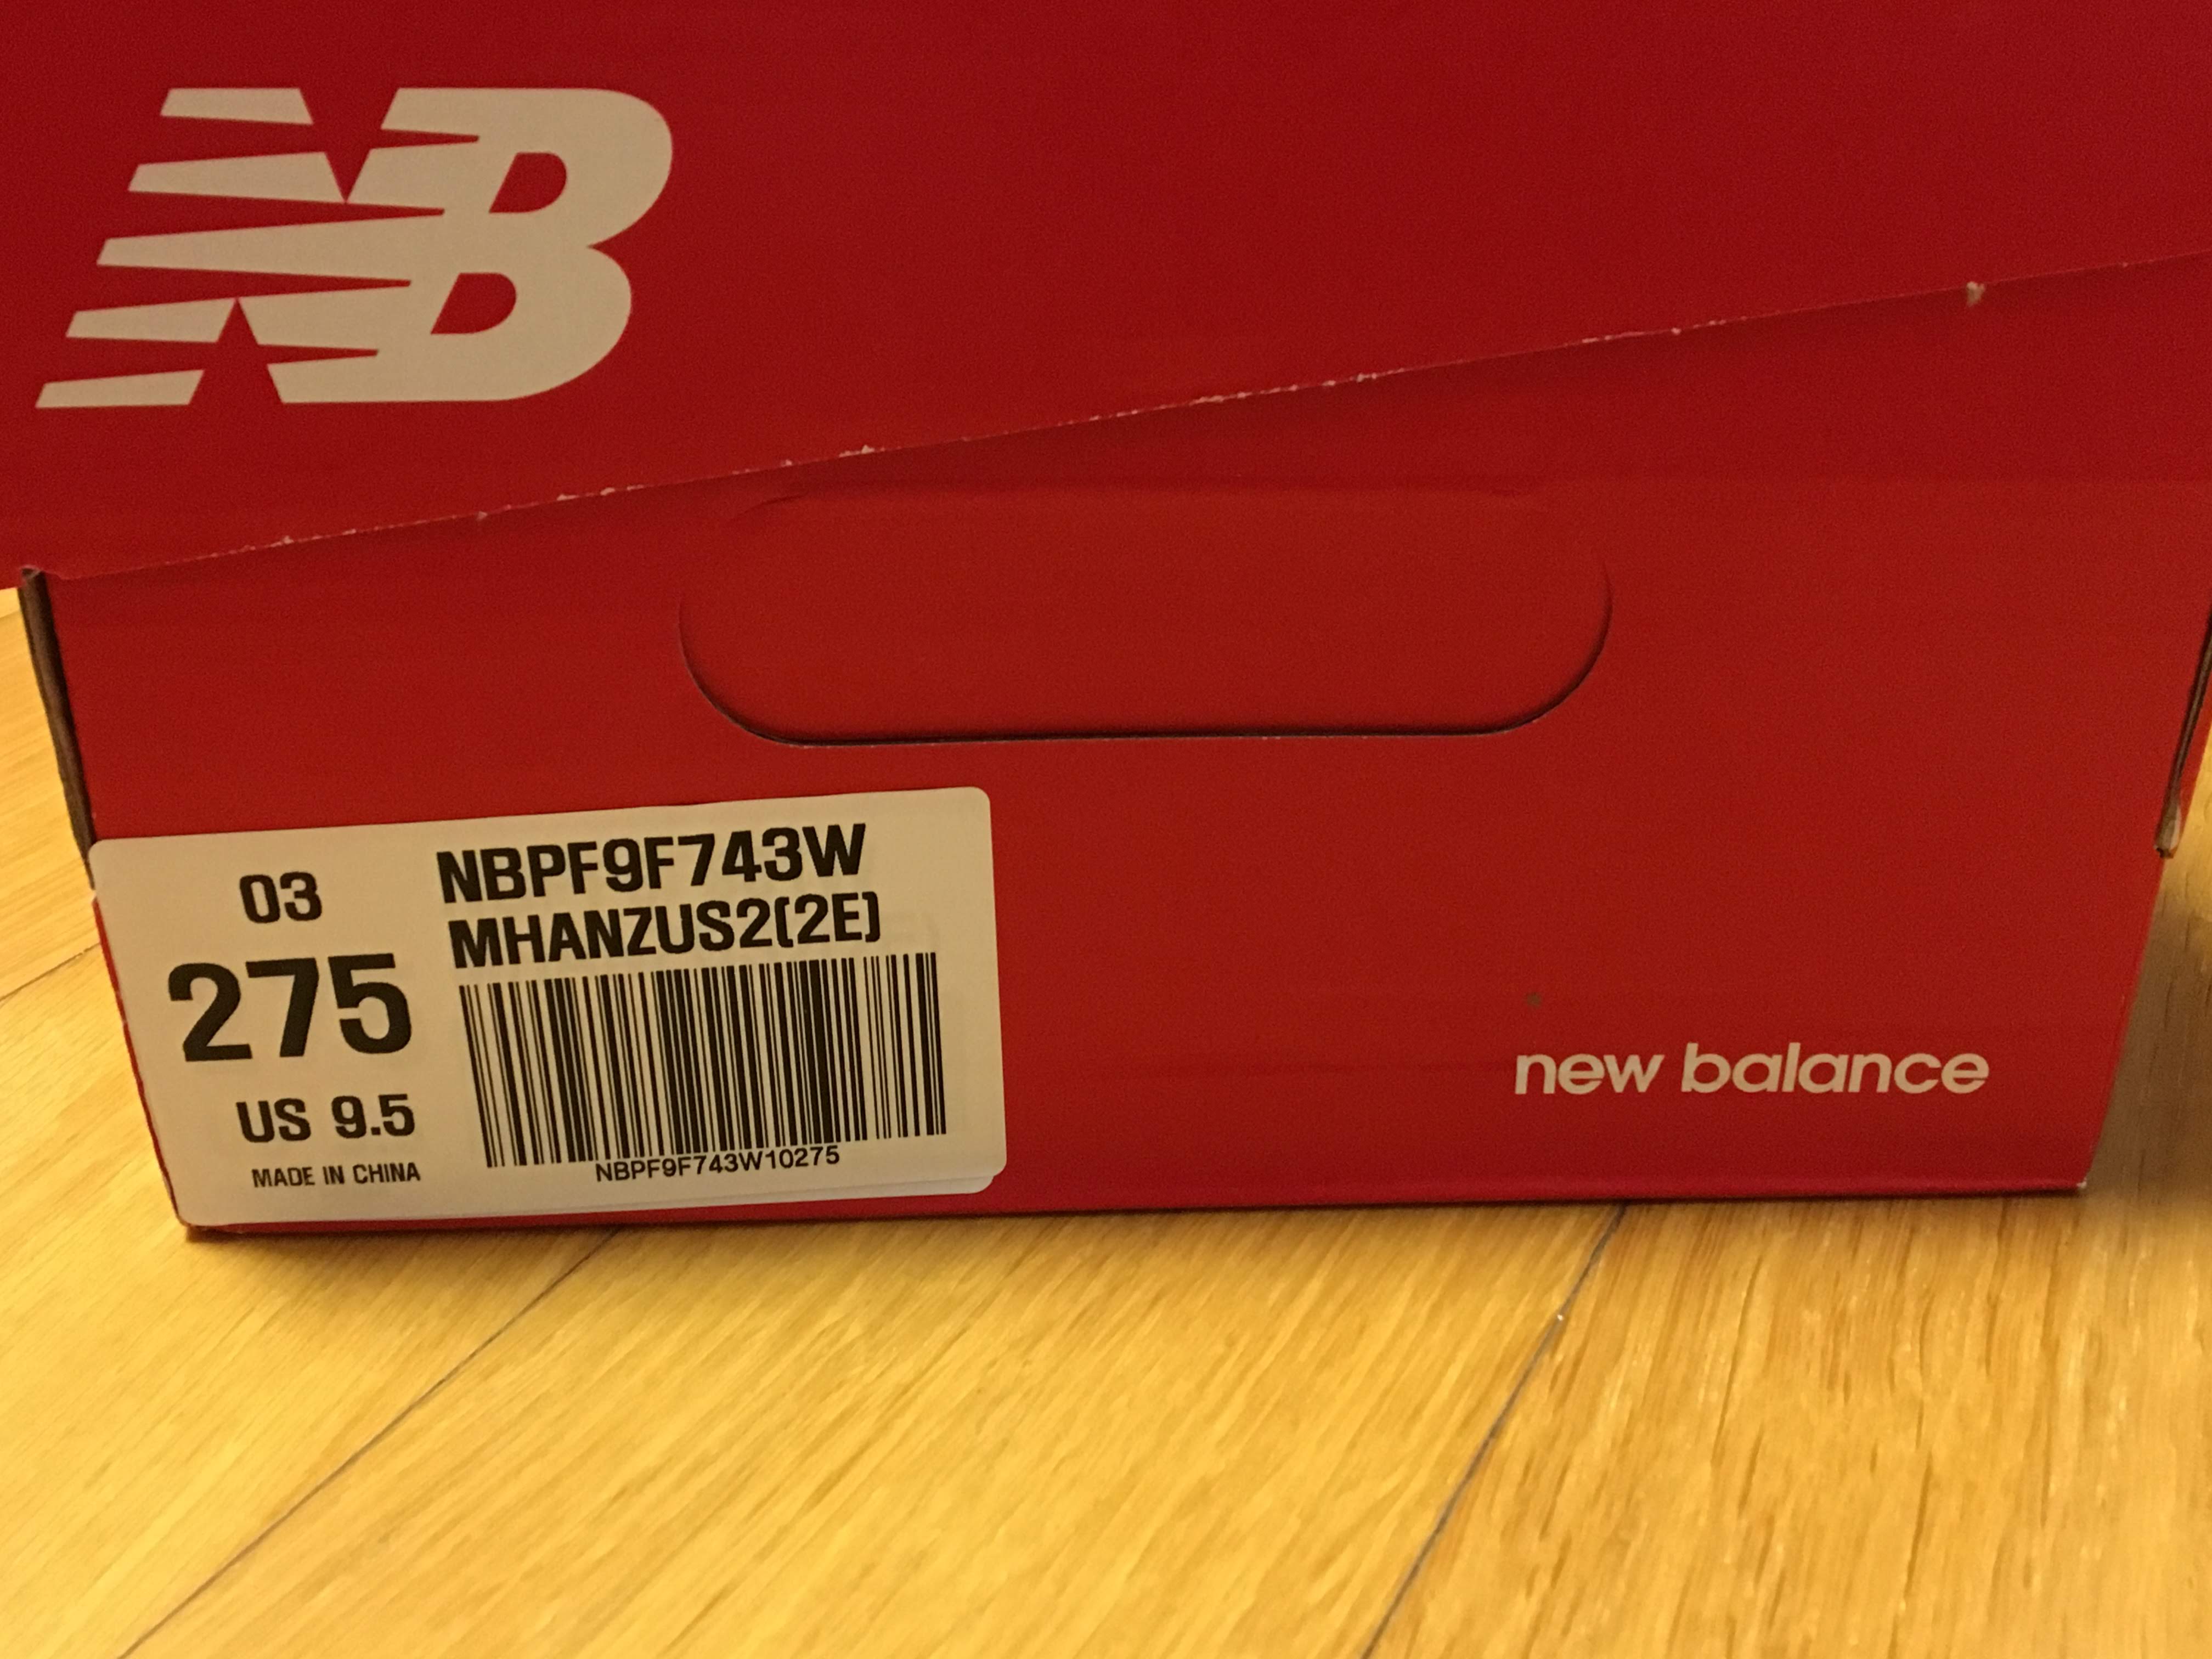 NB
03
275
US 9.5
MADE IN CHINA
NBPF9F743W
MHANZUS2(2E)
NBPF9F743W10275
new balance